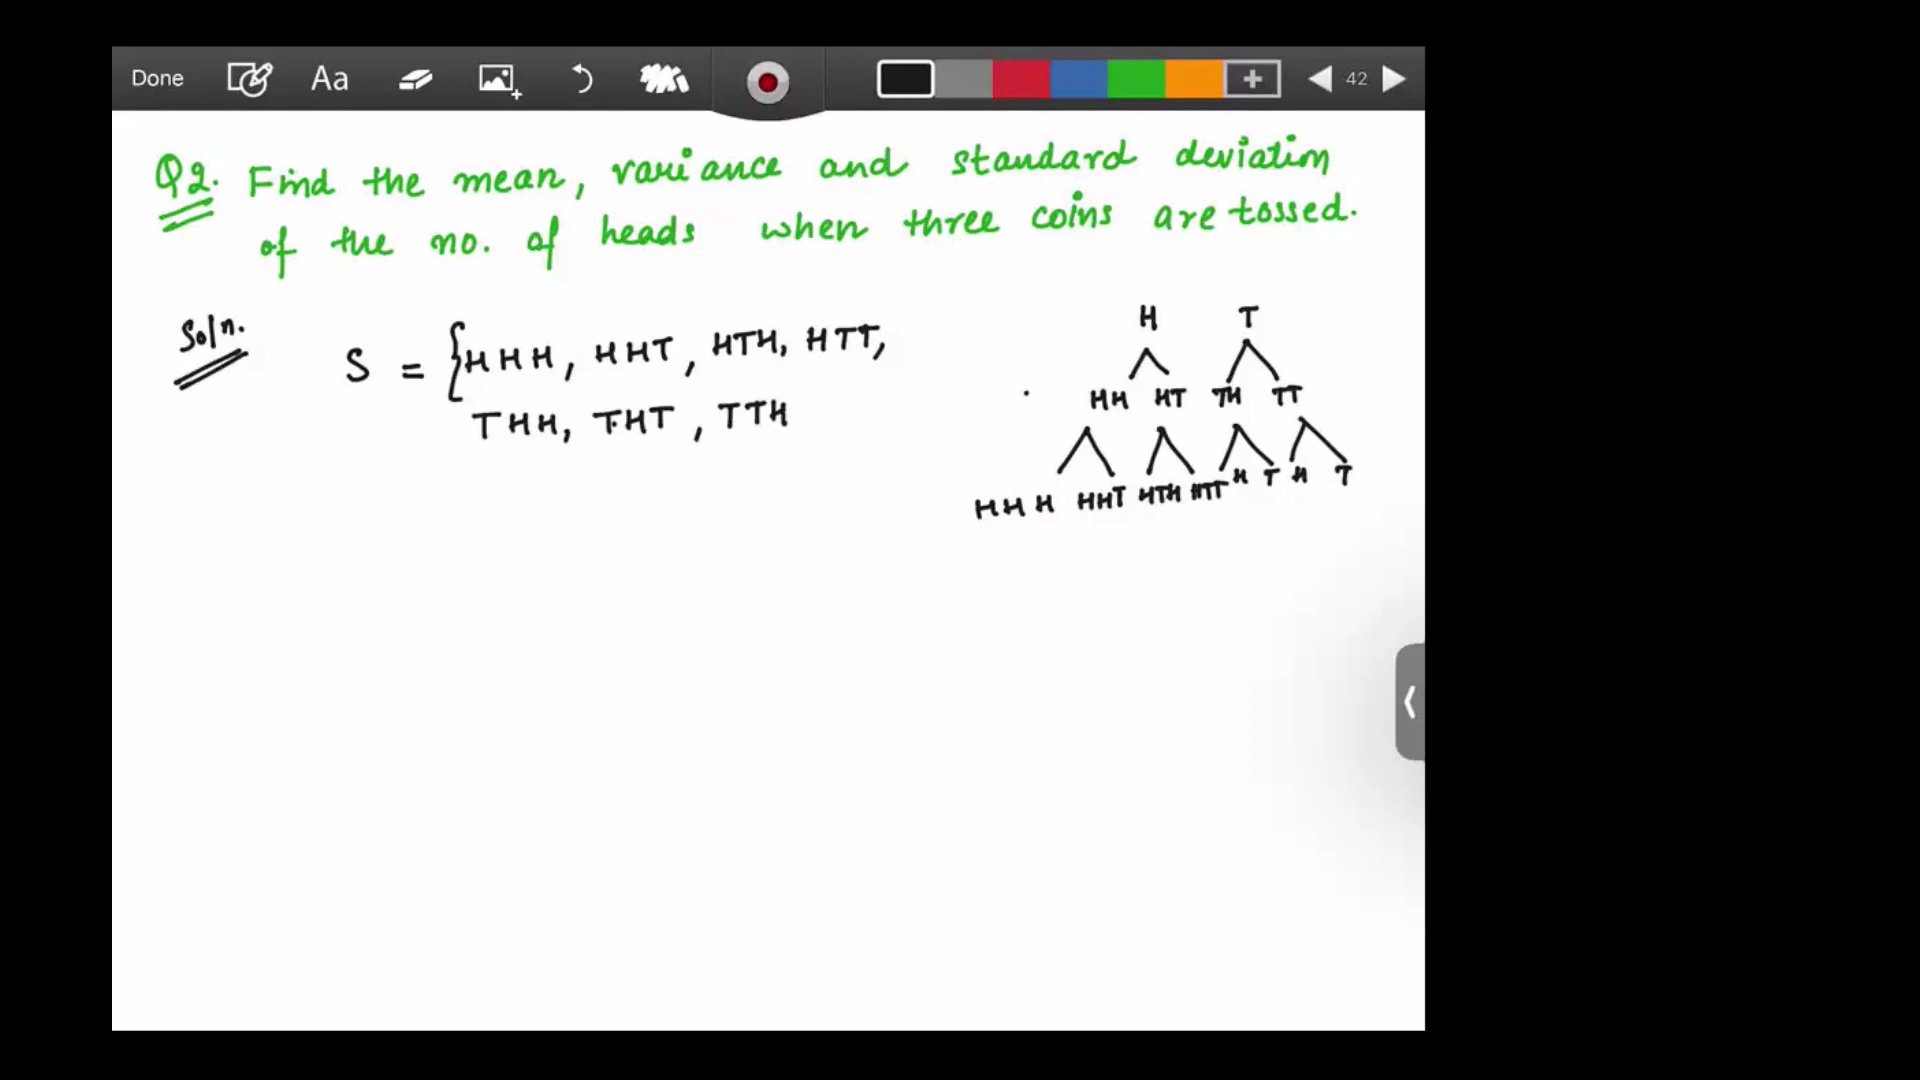 Done Aa 42
Q2. Find the mean, variance and standard deviation
of the no. of heads when three coins are tossed.
Soln.
S = {HHH, HHT, HTH, HTT,
THH, THT, TTH
H T
HH HT TH TT
HHH HHT HTH HTT H T H T